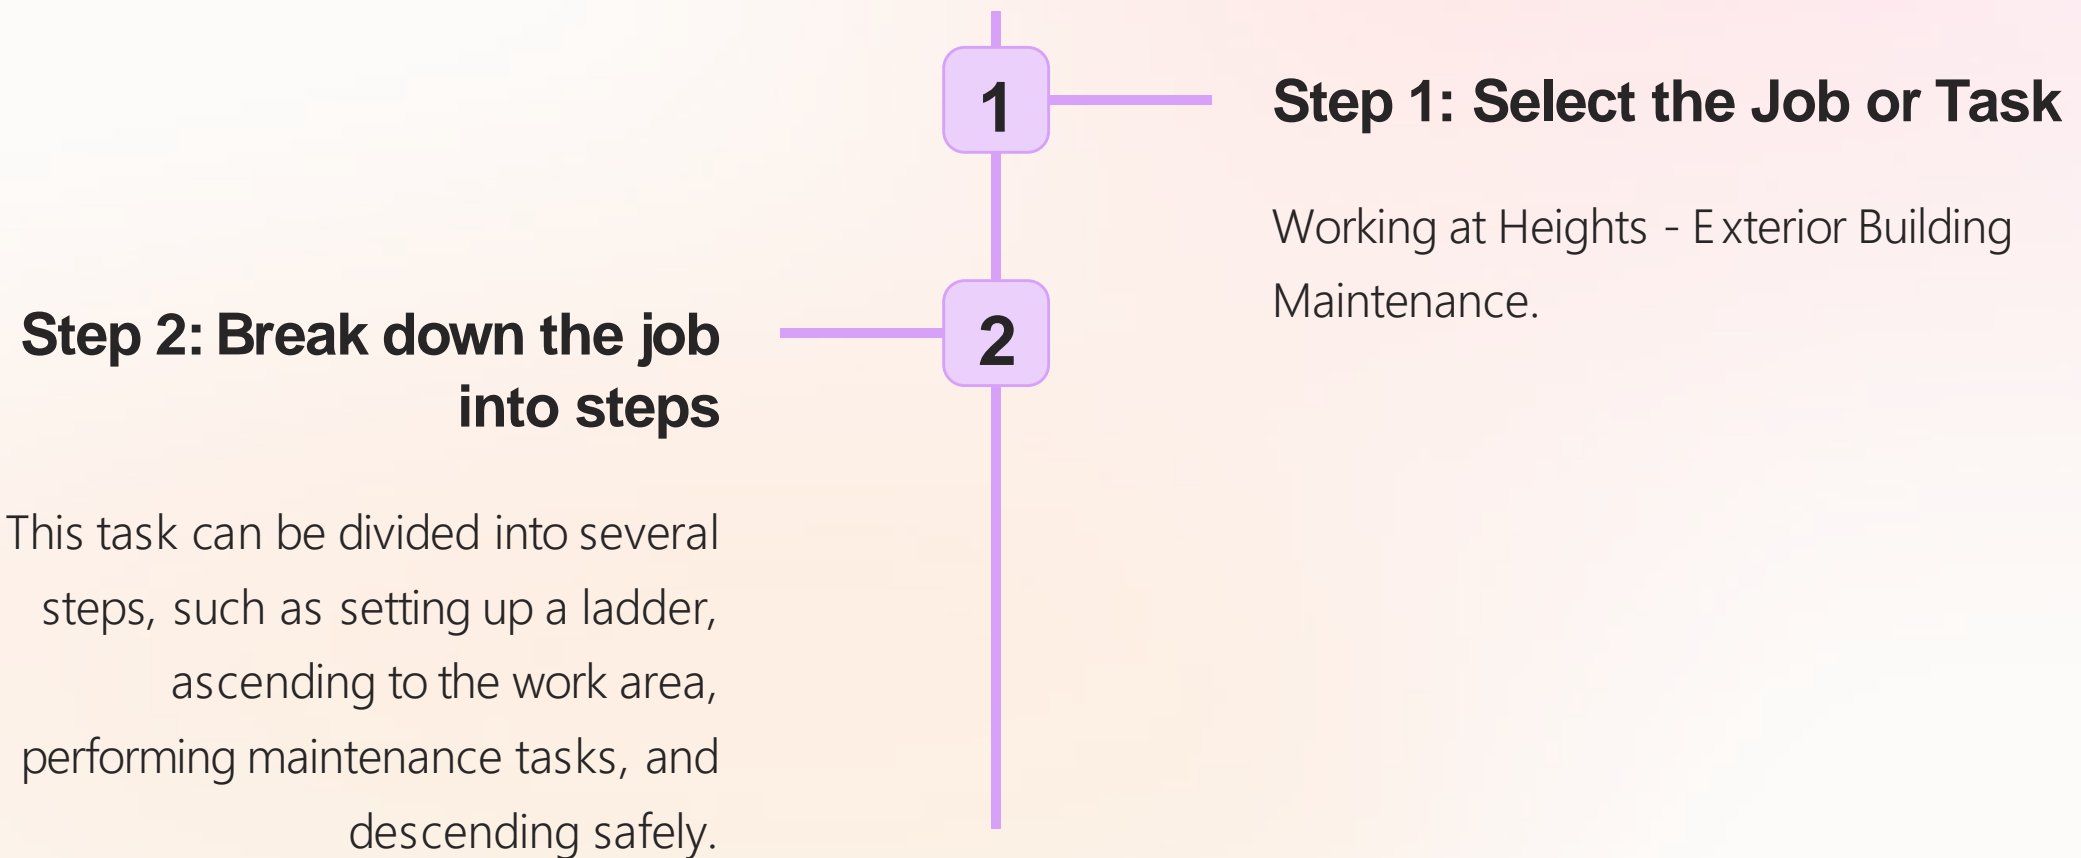 1
Step 1: Select the Job or Task
Working at Heights - Exterior Building
Maintenance.
2
Step 2: Break down the job
into steps
This task can be divided into several
steps, such as setting up a ladder,
ascending to the work area,
performing maintenance tasks, and
descending safely.